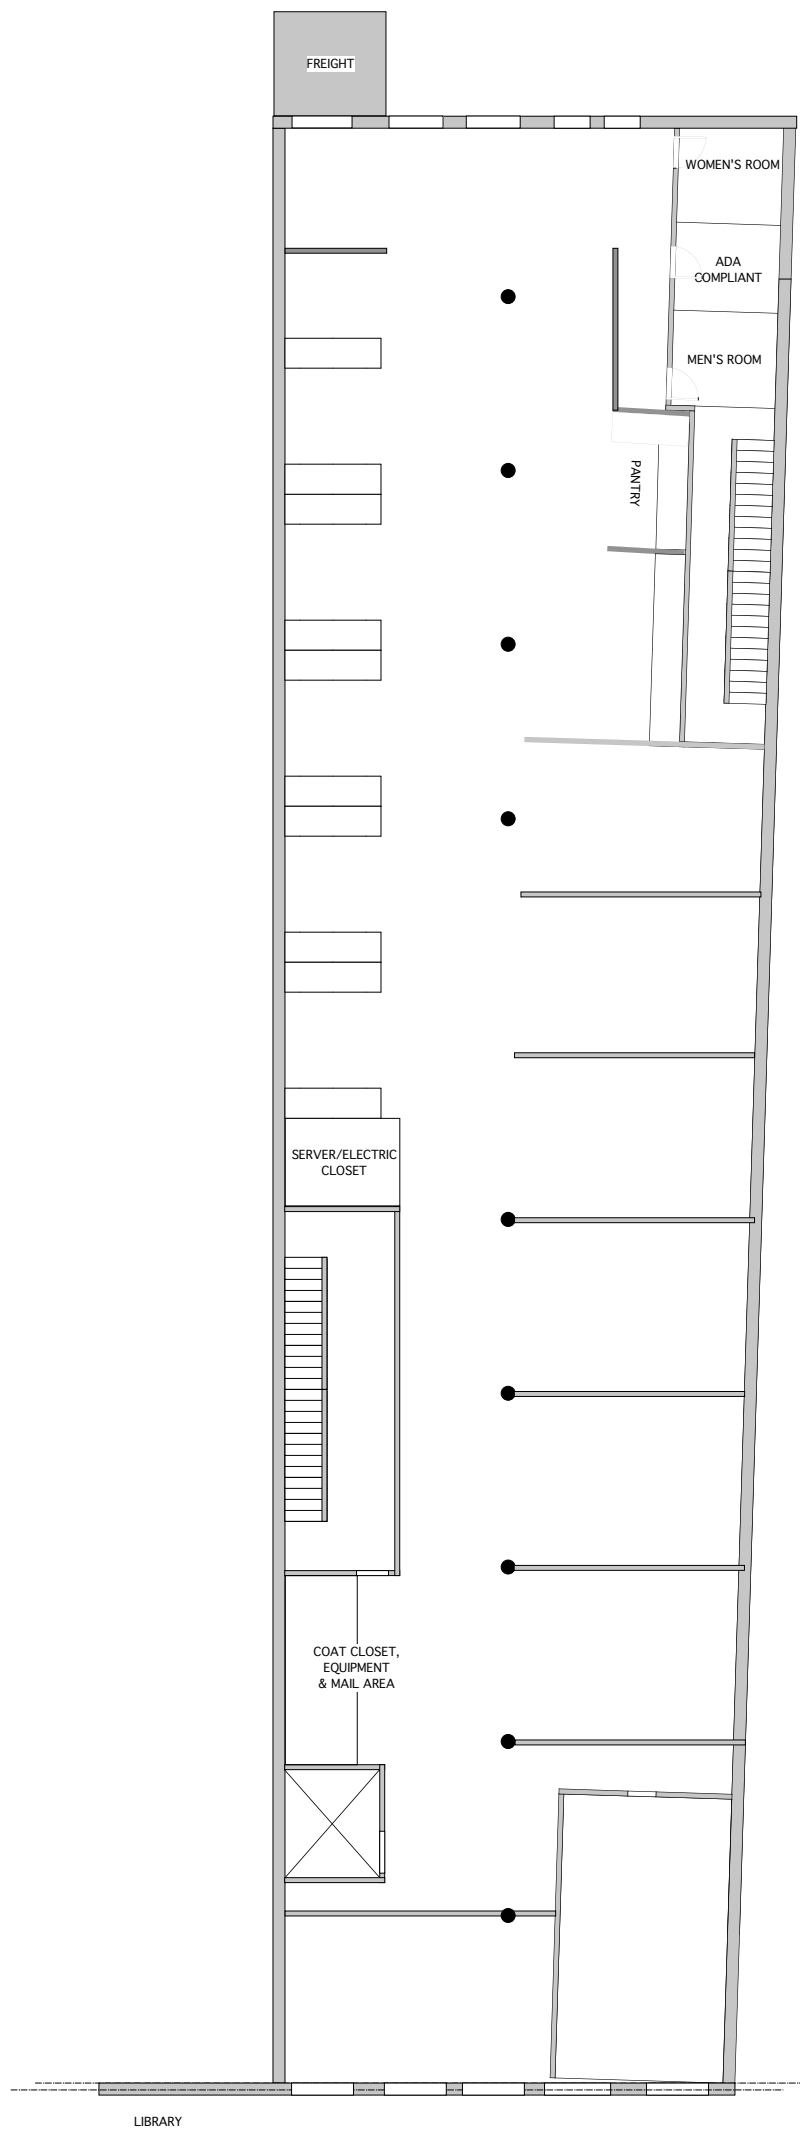 FREIGHT
WOMEN'S ROOM
ADA
COMPLIANT
MEN'S ROOM
PANTRY
SERVER/ELECTRIC
CLOSET
COAT CLOSET,
EQUIPMENT
& MAIL AREA
LIBRARY